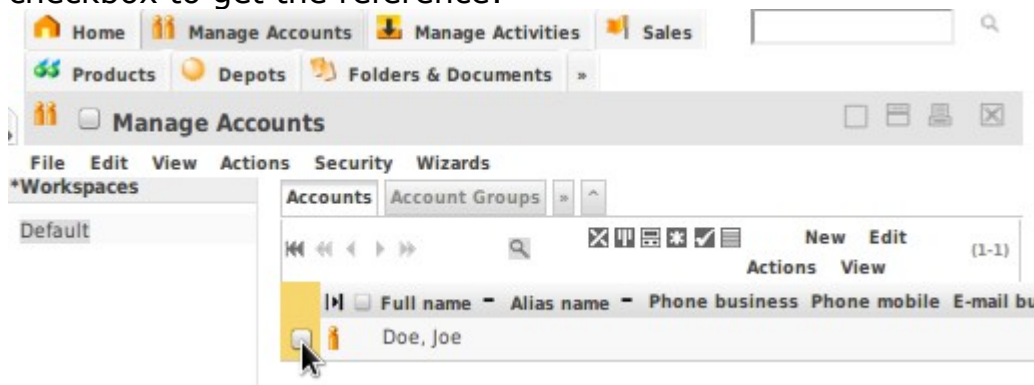 checkbox to get the reference.
Home Manage Accounts Manage Activities Sales
Products Depots Folders & Documents »
Manage Accounts
File Edit View Actions Security Wizards
*Workspaces
Accounts Account Groups » ^
Default
New Edit
(1-1)
Actions View
Full name Alias name Phone business Phone mobile E-mail bu
Doe, Joe